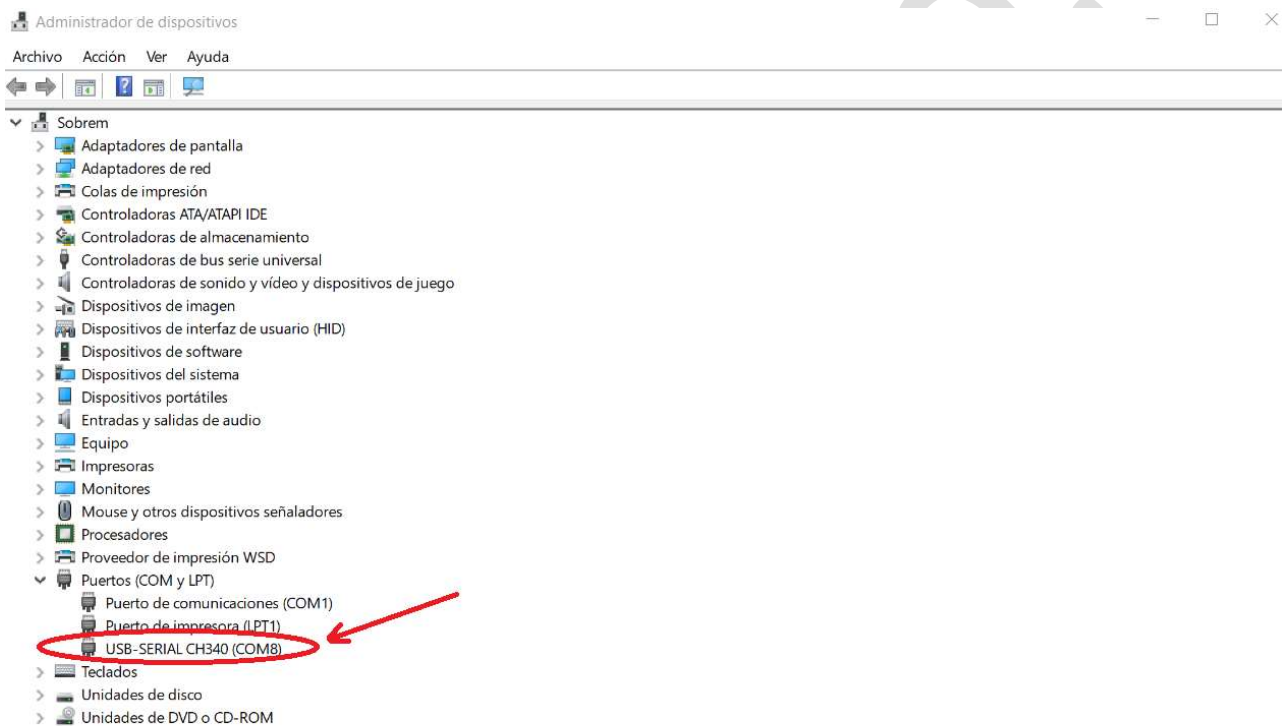 Administrador de dispositivos
Archivo Acción Ver Ayuda
Sobrem
Adaptadores de pantalla
Adaptadores de red
Colas de impresión
Controladoras ATA/ATAPI IDE
Controladoras de almacenamiento
Controladoras de bus serie universal
Controladoras de sonido y vídeo y dispositivos de juego
Dispositivos de imagen
Dispositivos de interfaz de usuario (HID)
Dispositivos de software
Dispositivos del sistema
Dispositivos portátiles
Entradas y salidas de audio
Equipo
Impresoras
Monitores
Mouse y otros dispositivos señaladores
Procesadores
Proveedor de impresión WSD
Puertos (COM y LPT)
Puerto de comunicaciones (COM1)
Puerto de impresora (LPT1)
USB-SERIAL CH340 (COM8)
Teclados
Unidades de disco
Unidades de DVD o CD-ROM